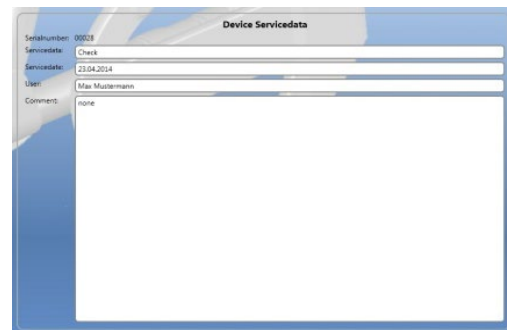 Device Servicedata
Serialnumber: 00028
Servicedata: Check
Servicedate: 23.04.2014
User: Max Mustermann
Comment: none